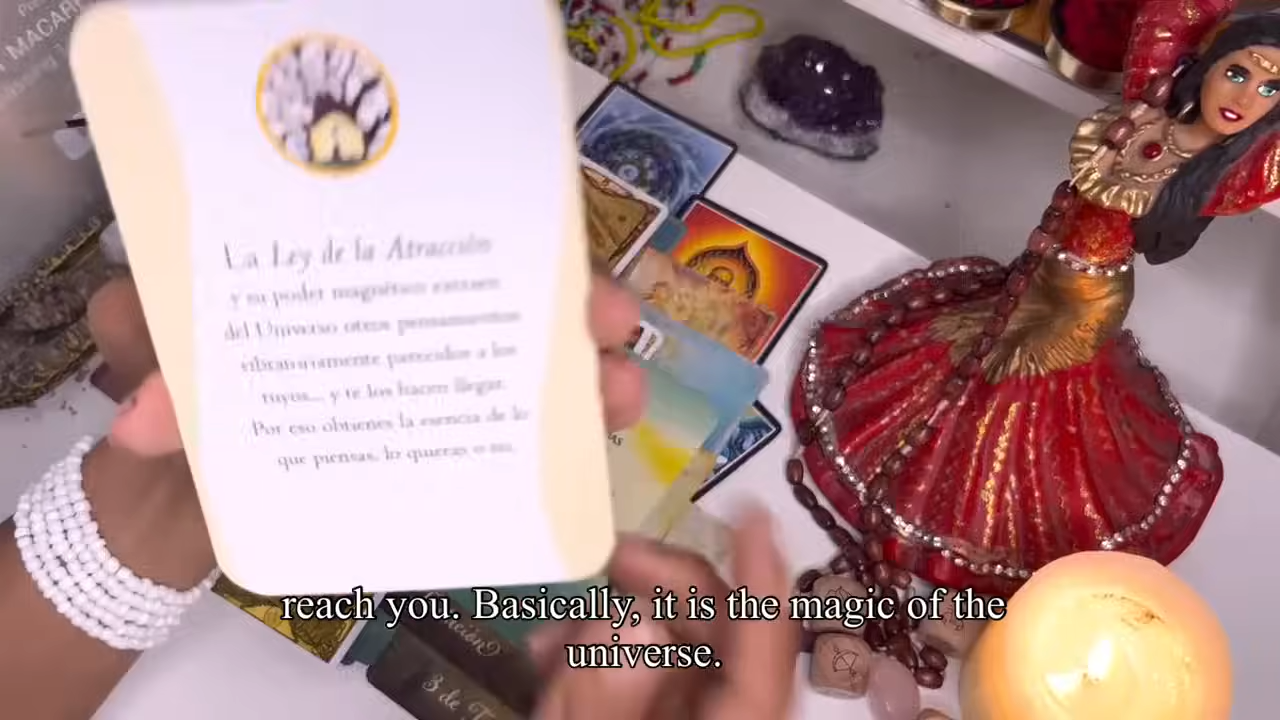 MACAR
La Ley de la Atracción
y su poder magnético extraen
del Universo otros pensamientos
vibratoriamente parecidos a los
tuyos... y te los hacen llegar.
Por eso obtienes la esencia de lo
que piensas, lo quieras o no.
3 de
reach you. Basically, it is the magic of the
universe.